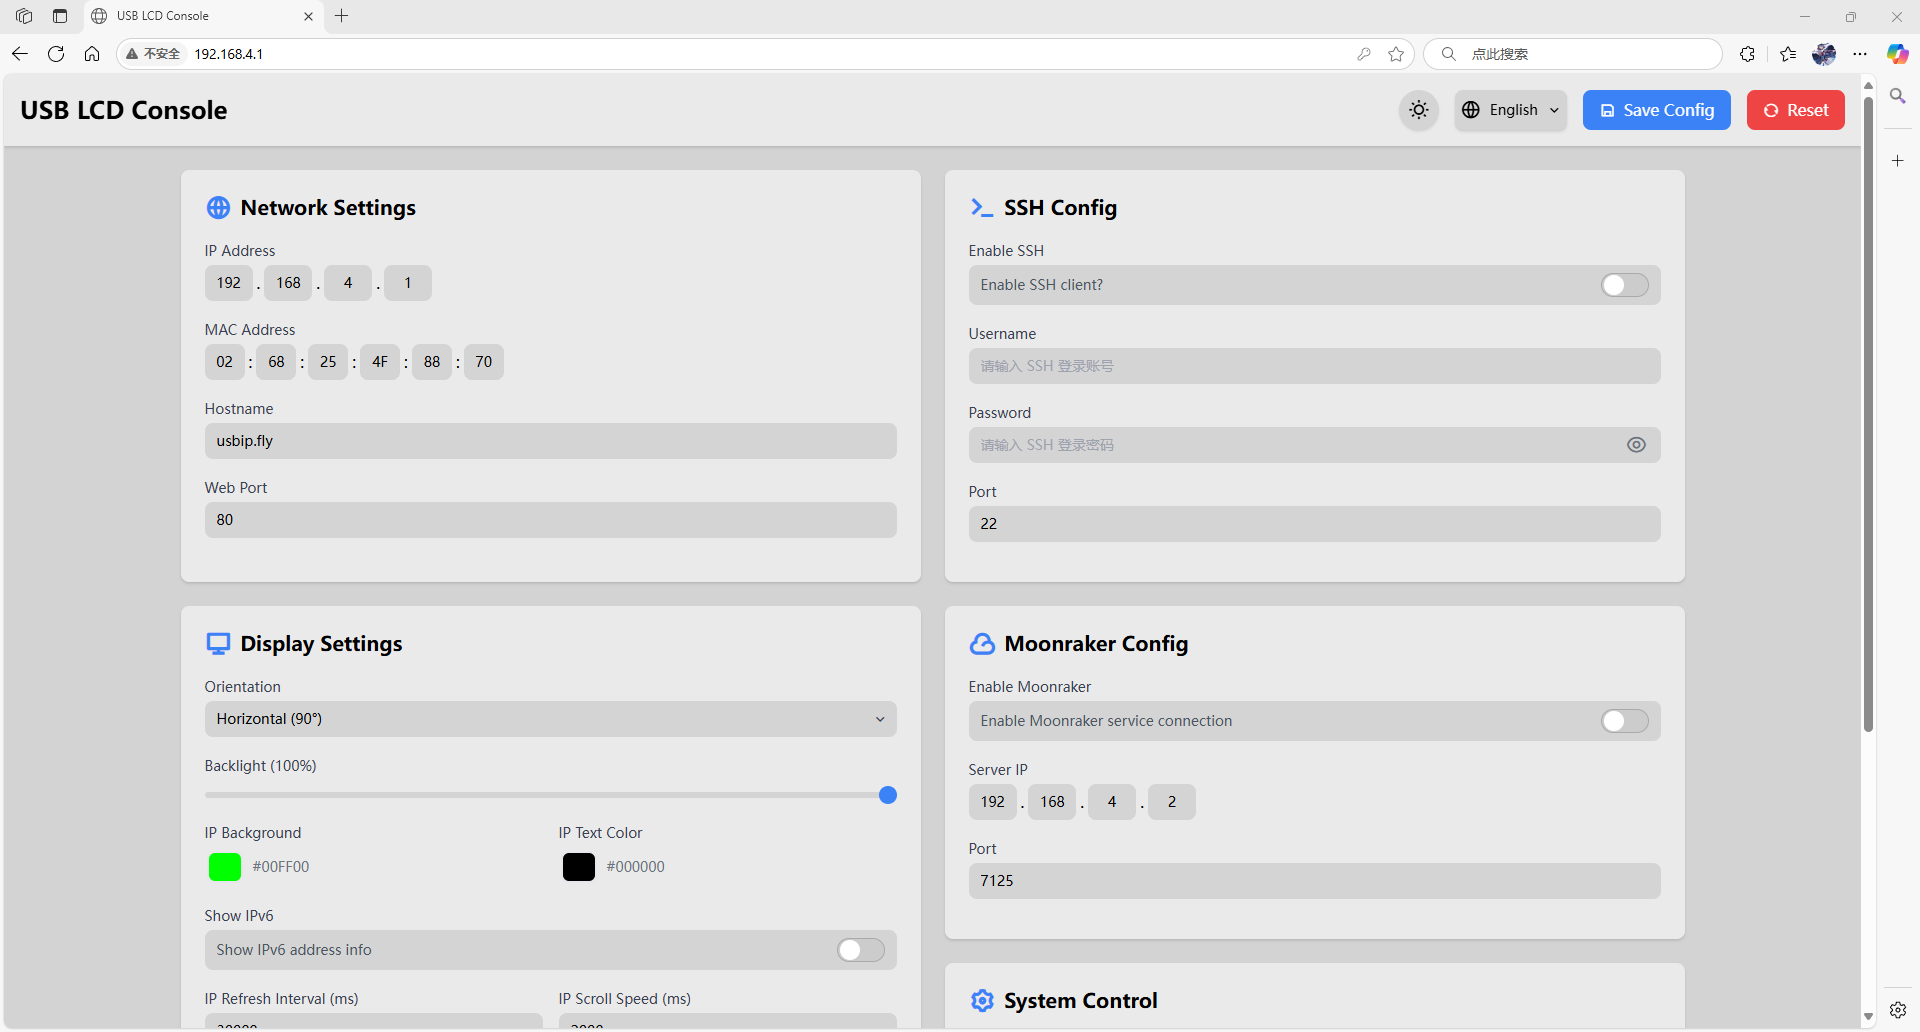 USB LCD Console
不安全
192.168.4.1
点此搜索
USB LCD Console
English
Save Config
Reset
Network Settings
IP Address
192 . 168 . 4 . 1
MAC Address
02 : 68 : 25 : 4F : 88 : 70
Hostname
usbip.fly
Web Port
80
SSH Config
Enable SSH
Enable SSH client?
Username
请输入 SSH 登录账号
Password
请输入 SSH 登录密码
Port
22
Display Settings
Orientation
Horizontal (90°)
Backlight (100%)
IP Background
IP Text Color
#00FF00
#000000
Show IPv6
Show IPv6 address info
IP Refresh Interval (ms)
IP Scroll Speed (ms)
Moonraker Config
Enable Moonraker
Enable Moonraker service connection
Server IP
192 . 168 . 4 . 2
Port
7125
System Control